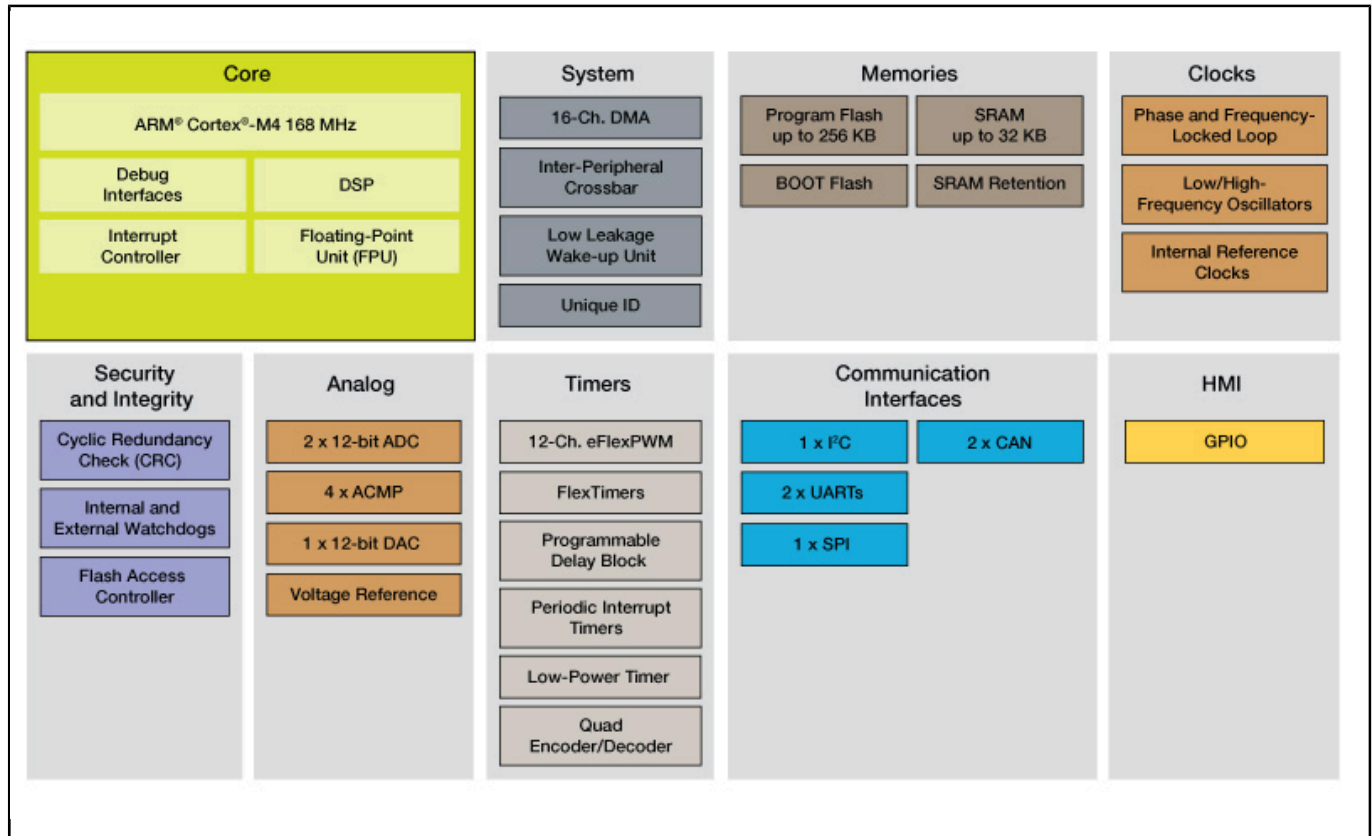 Core
ARM® Cortex®-M4 168 MHz
Debug
Interfaces
DSP
Interrupt
Controller
Floating-Point
Unit (FPU)
System
16-Ch. DMA
Inter-Peripheral
Crossbar
Low Leakage
Wake-up Unit
Unique ID
Memories
Program Flash
up to 256 KB
SRAM
up to 32 KB
BOOT Flash
SRAM Retention
Clocks
Phase and Frequency-
Locked Loop
Low/High-
Frequency Oscillators
Internal Reference
Clocks
Security
and Integrity
Cyclic Redundancy
Check (CRC)
Internal and
External Watchdogs
Flash Access
Controller
Analog
2 x 12-bit ADC
4 x ACMP
1 x 12-bit DAC
Voltage Reference
Timers
12-Ch. eFlexPWM
FlexTimers
Programmable
Delay Block
Periodic Interrupt
Timers
Low-Power Timer
Quad
Encoder/Decoder
Communication
Interfaces
1 x I²C
2 x CAN
2 x UARTs
1 x SPI
HMI
GPIO